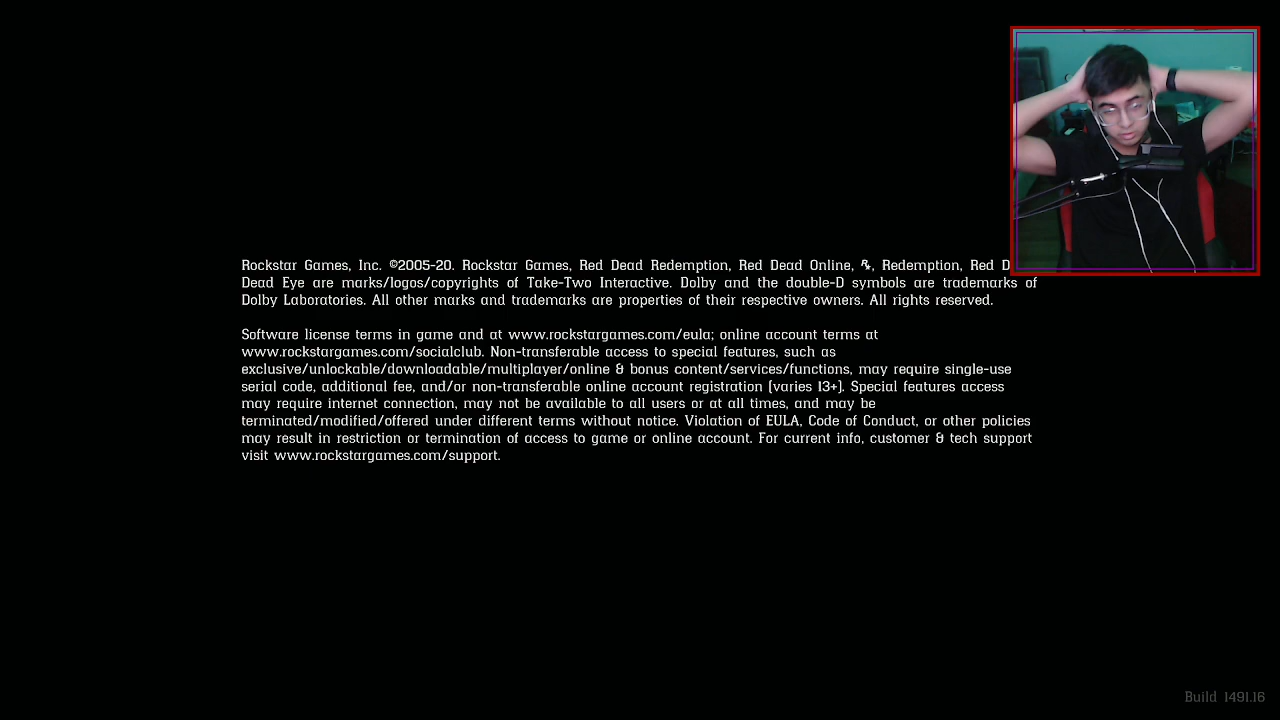 Rockstar Games, Inc. ©2005-20. Rockstar Games, Red Dead Redemption, Red Dead Online, R*, Redemption, Red D
Dead Eye are marks/logos/copyrights of Take-Two Interactive. Dolby and the double-D symbols are trademarks of
Dolby Laboratories. All other marks and trademarks are properties of their respective owners. All rights reserved.
Software license terms in game and at www.rockstargames.com/eula; online account terms at
www.rockstargames.com/socialclub. Non-transferable access to special features, such as
exclusive/unlockable/downloadable/multiplayer/online & bonus content/services/functions, may require single-use
serial code, additional fee, and/or non-transferable online account registration (varies 13+). Special features access
may require internet connection, may not be available to all users or at all times, and may be
terminated/modified/offered under different terms without notice. Violation of EULA, Code of Conduct, or other policies
may result in restriction or termination of access to game or online account. For current info, customer & tech support
visit www.rockstargames.com/support.
Build 1491.16